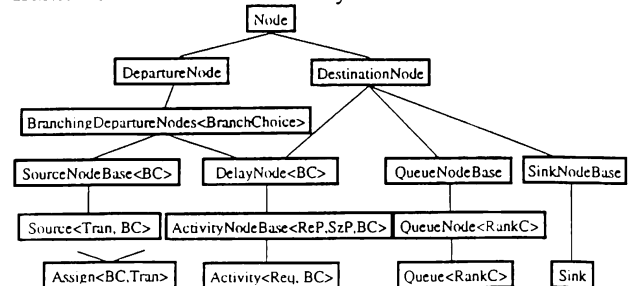 Node
DepartureNode DestinationNode
BranchingDepartureNodes<BranchChoice>
SourceNodeBase<BC> DelayNode<BC> QueueNodeBase SinkNodeBase
Source<Tran, BC> ActivityNodeBase<ReP,SzP,BC> QueueNode<RankC>
Assign<BC,Tran> Activity<Req, BC> Queue<RankC> Sink